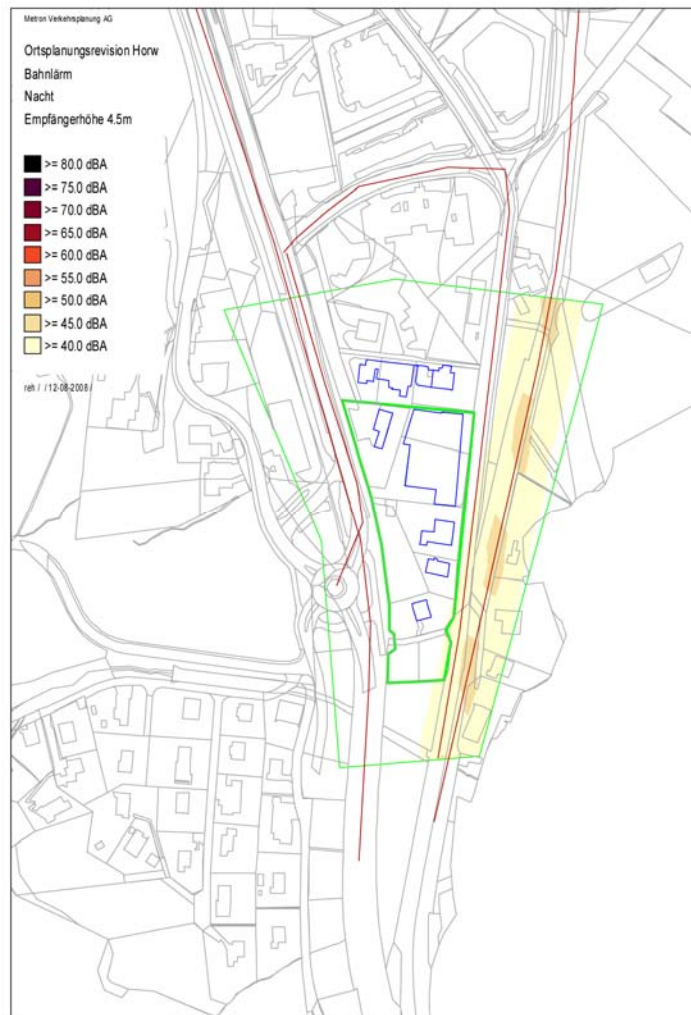 Metron Verkehrsplanung AG
Ortsplanungsrevision Horw
Bahnlärm
Nacht
Empfängerhöhe 4.5m
>= 80.0 dBA
>= 75.0 dBA
>= 70.0 dBA
>= 65.0 dBA
>= 60.0 dBA
>= 55.0 dBA
>= 50.0 dBA
>= 45.0 dBA
>= 40.0 dBA
reh / / 12-08-2008 /